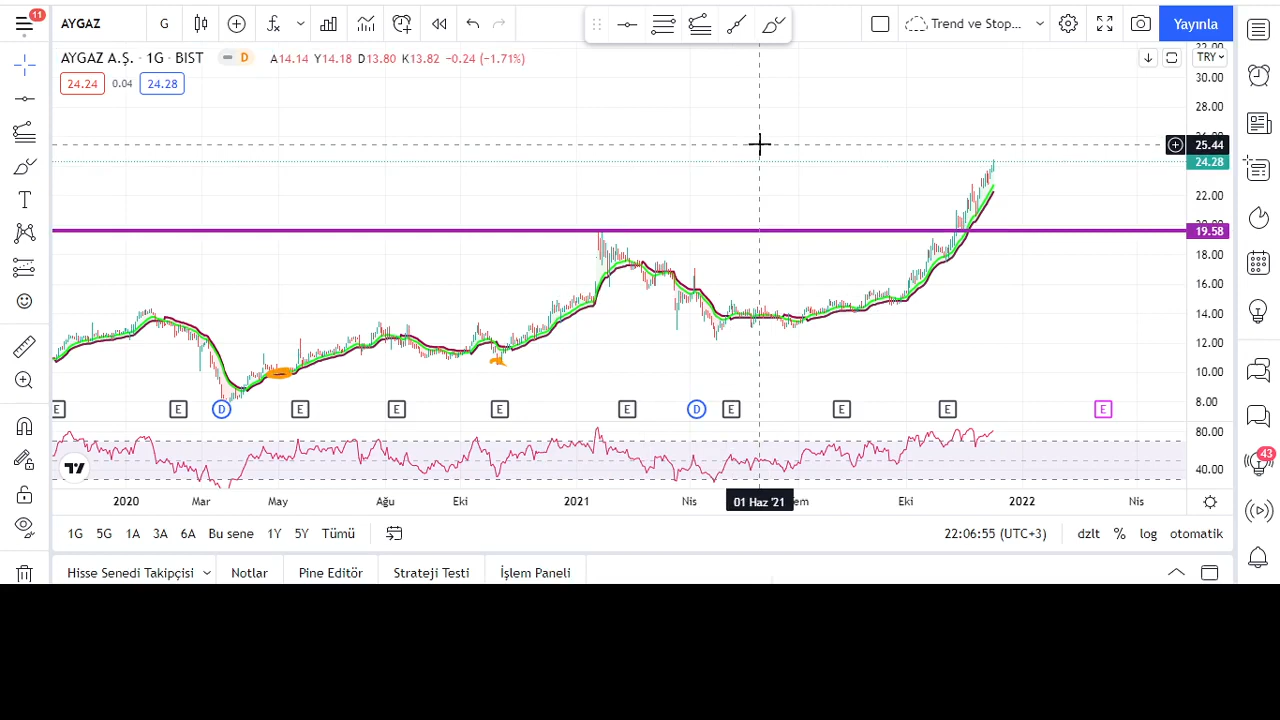 11
AYGAZ G Trend ve Stop... Yayınla
AYGAZ A.Ş. · 1G · BIST D A14.14 Y14.18 D13.80 K13.82 −0.24 (−1.71%)
24.24 0.04 24.28
TRY
30.00
28.00
25.44
24.28
22.00
19.58
18.00
16.00
14.00
12.00
10.00
8.00
E E D E E E E D E E E E
80.00
40.00
2020 Mar May Ağu Eki 2021 Nis 01 Haz '21 Eki 2022 Nis
43
1G 5G 1A 3A 6A Bu sene 1Y 5Y Tümü 22:06:55 (UTC+3) dzlt % log otomatik
Hisse Senedi Takipçisi Notlar Pine Editör Strateji Testi İşlem Paneli